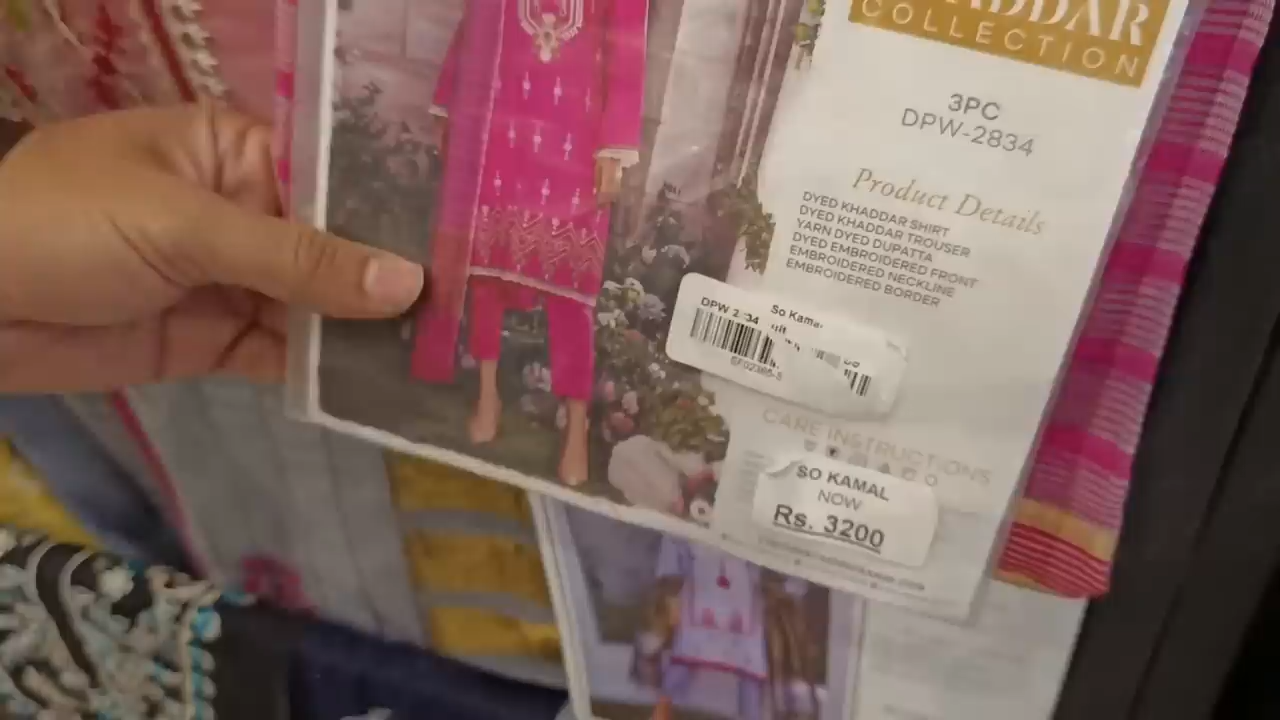 COLLECTION
3PC
DPW-2834
Product Details
DYED KHADDAR SHIRT
DYED KHADDAR TROUSER
YARN DYED DUPATTA
DYED EMBROIDERED FRONT
EMBROIDERED NECKLINE
EMBROIDERED BORDER
So Kamal
CARE INSTRUCTIONS
SO KAMAL
NOW
Rs. 3200